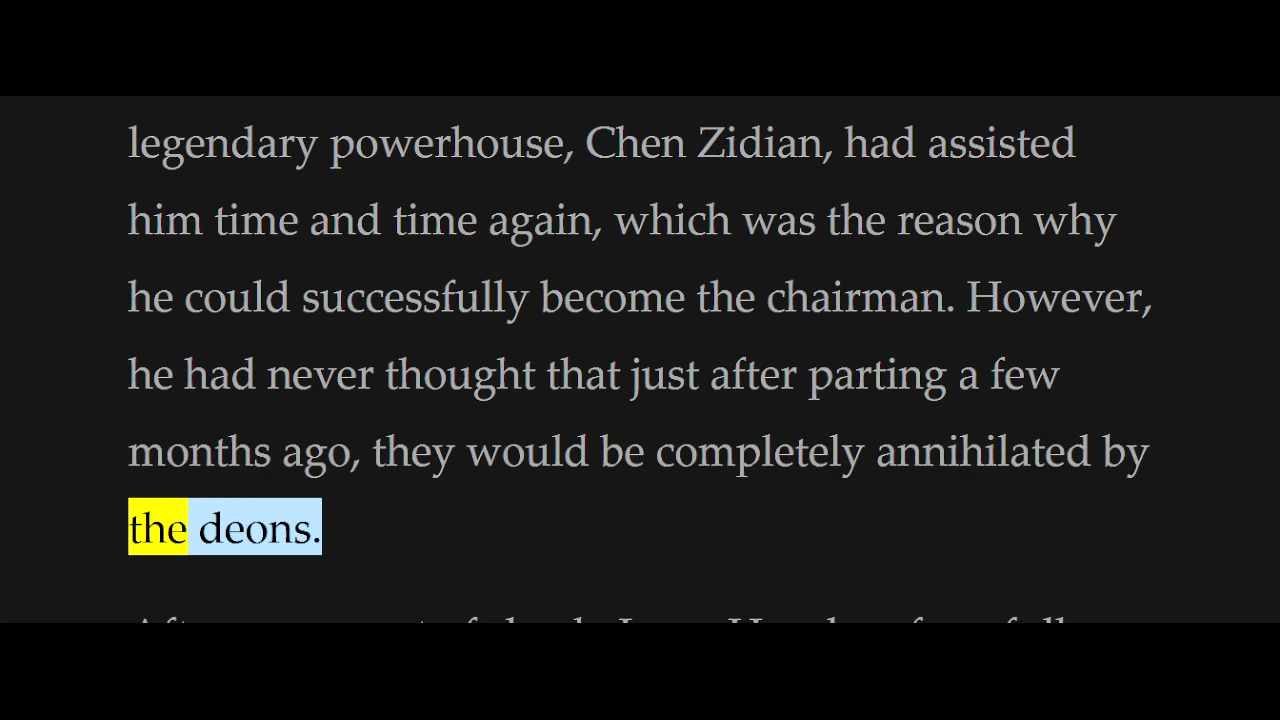 legendary powerhouse, Chen Zidian, had assisted
him time and time again, which was the reason why
he could successfully become the chairman. However,
he had never thought that just after parting a few
months ago, they would be completely annihilated by
the deons.